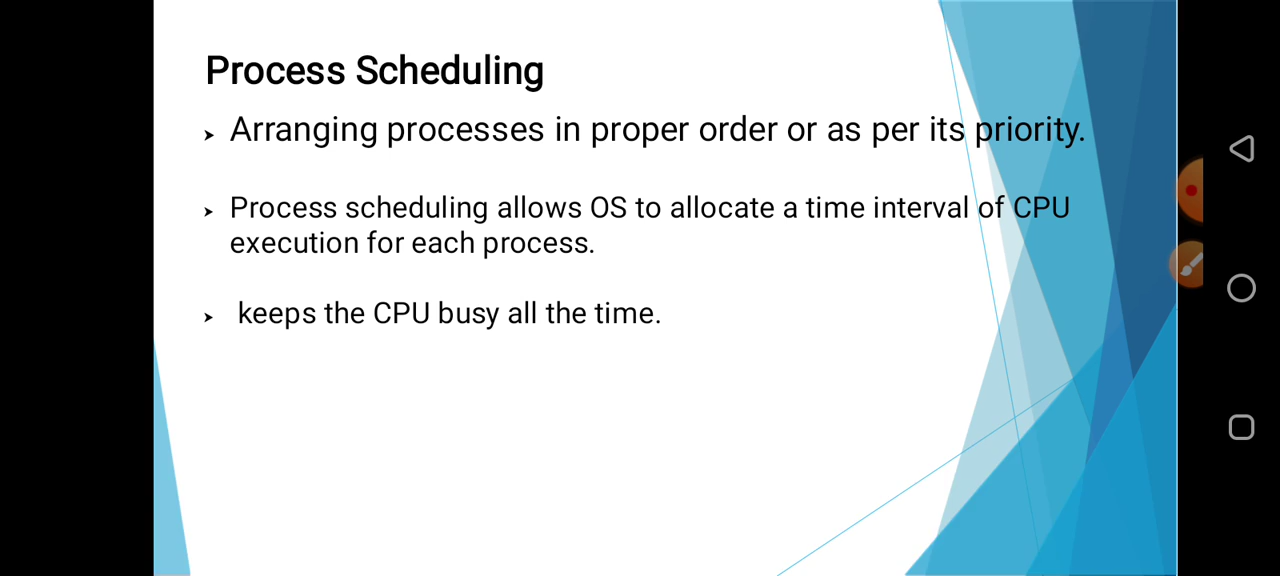 Process Scheduling
Arranging processes in proper order or as per its priority.
Process scheduling allows OS to allocate a time interval of CPU
execution for each process.
keeps the CPU busy all the time.